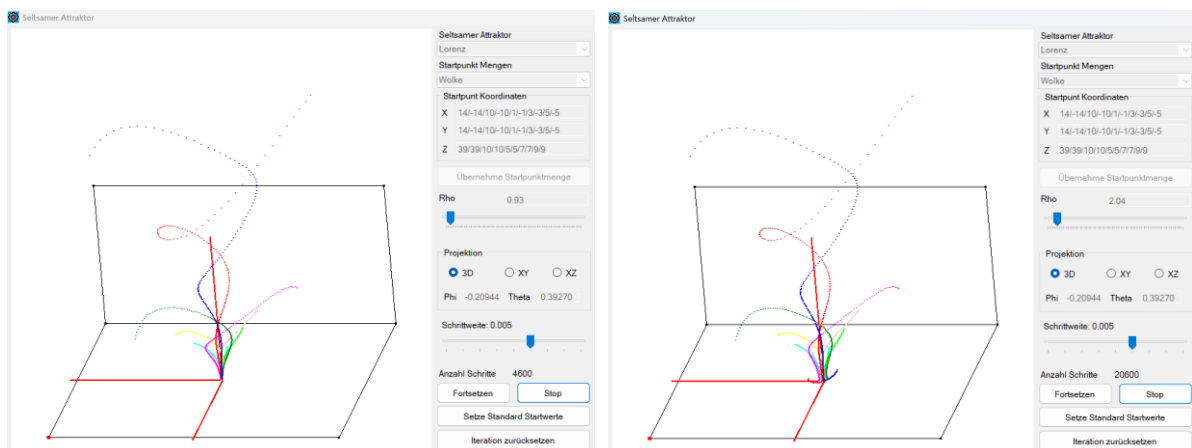 Seltsamer Attraktor
Seltsamer Attraktor
Lorenz
Startpunkt Mengen
Wolke
Startpunt Koordinaten
X 14/-14/10/-10/1/-1/3/-3/5/-5
Y 14/-14/10/-10/1/-1/3/-3/5/-5
Z 39/39/10/10/5/5/7/7/9/9
Übernehme Startpunktmenge
Rho 0.93
Projektion
3D XY XZ
Phi -0.20944 Theta 0.39270
Schrittweite: 0.005
Anzahl Schritte 4600
Fortsetzen Stop
Setze Standard Startwerte
Iteration zurücksetzen
Seltsamer Attraktor
Seltsamer Attraktor
Lorenz
Startpunkt Mengen
Wolke
Startpunt Koordinaten
X 14/-14/10/-10/1/-1/3/-3/5/-5
Y 14/-14/10/-10/1/-1/3/-3/5/-5
Z 39/39/10/10/5/5/7/7/9/9
Übernehme Startpunktmenge
Rho 2.04
Projektion
3D XY XZ
Phi -0.20944 Theta 0.39270
Schrittweite: 0.005
Anzahl Schritte 20600
Fortsetzen Stop
Setze Standard Startwerte
Iteration zurücksetzen